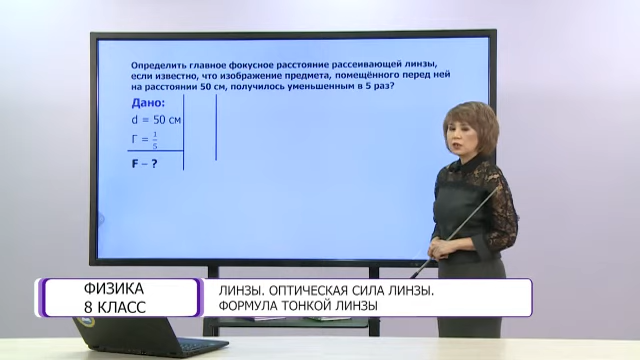 Определить главное фокусное расстояние рассеивающей линзы,
если известно, что изображение предмета, помещённого перед ней
на расстоянии 50 см, получилось уменьшенным в 5 раз?
Дано:
d = 50 см
Г = 1/5
F – ?
ФИЗИКА
8 КЛАСС
ЛИНЗЫ. ОПТИЧЕСКАЯ СИЛА ЛИНЗЫ.
ФОРМУЛА ТОНКОЙ ЛИНЗЫ